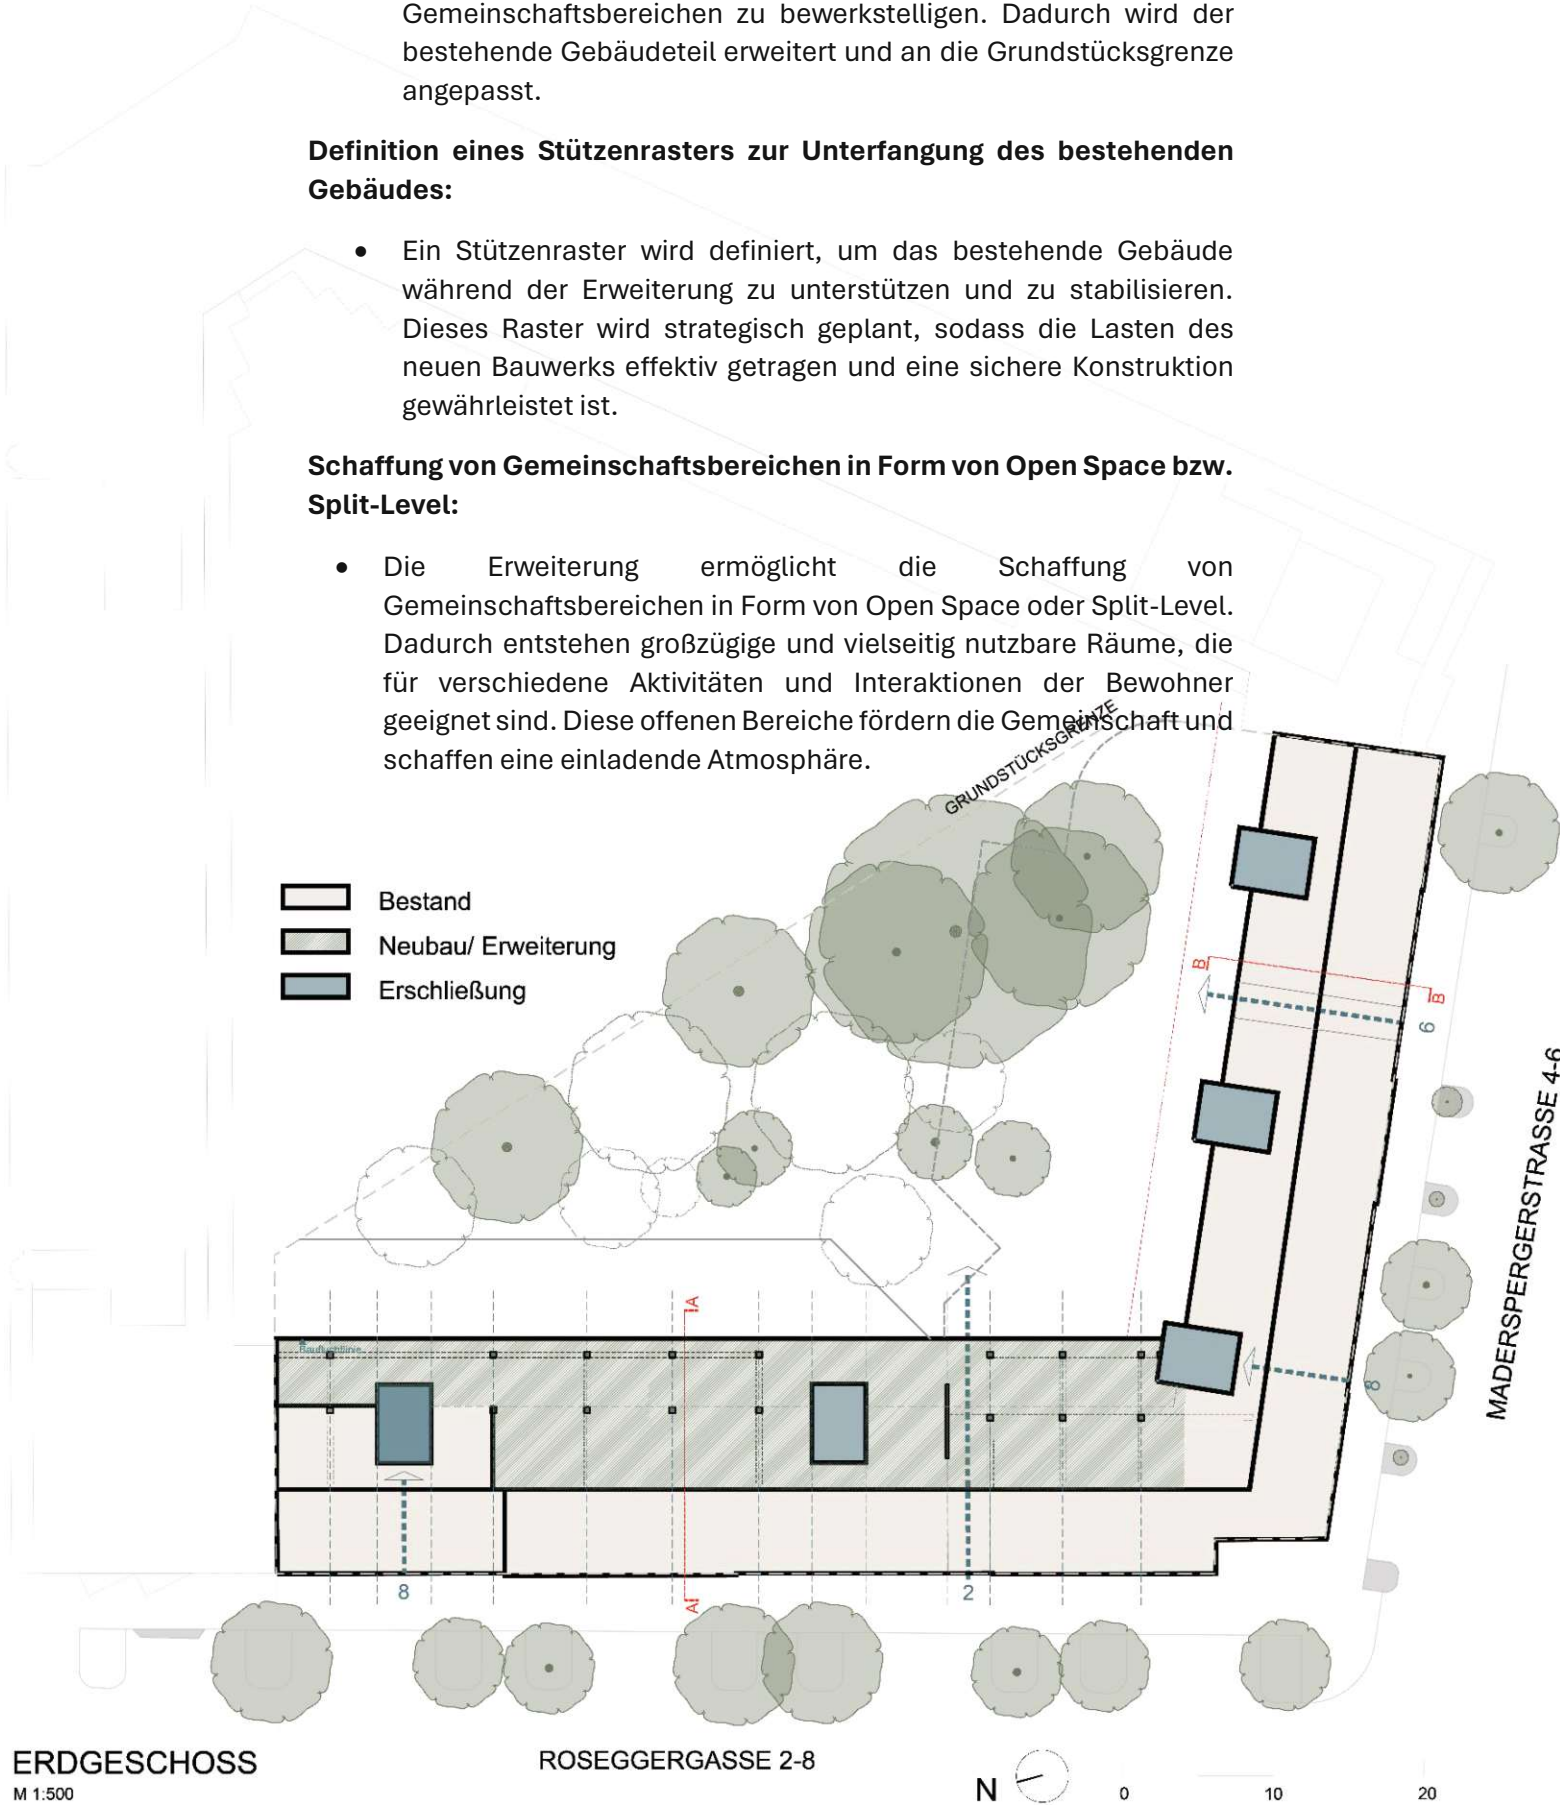 Gemeinschaftsbereichen zu bewerkstelligen. Dadurch wird der
bestehende Gebäudeteil erweitert und an die Grundstücksgrenze
angepasst.
Definition eines Stützenrasters zur Unterfangung des bestehenden
Gebäudes:
• Ein Stützenraster wird definiert, um das bestehende Gebäude
während der Erweiterung zu unterstützen und zu stabilisieren.
Dieses Raster wird strategisch geplant, sodass die Lasten des
neuen Bauwerks effektiv getragen und eine sichere Konstruktion
gewährleistet ist.
Schaffung von Gemeinschaftsbereichen in Form von Open Space bzw.
Split-Level:
• Die Erweiterung ermöglicht die Schaffung von
Gemeinschaftsbereichen in Form von Open Space oder Split-Level.
Dadurch entstehen großzügige und vielseitig nutzbare Räume, die
für verschiedene Aktivitäten und Interaktionen der Bewohner
geeignet sind. Diese offenen Bereiche fördern die Gemeinschaft und
schaffen eine einladende Atmosphäre.
GRUNDSTÜCKSGRENZE
Bestand
Neubau/ Erweiterung
Erschließung
B
B
6
MADERSPERGERSTRASSE 4-6
A
Baufluchtlinie
8
8
A
2
ERDGESCHOSS
M 1:500
ROSEGGERGASSE 2-8
N
0 10 20